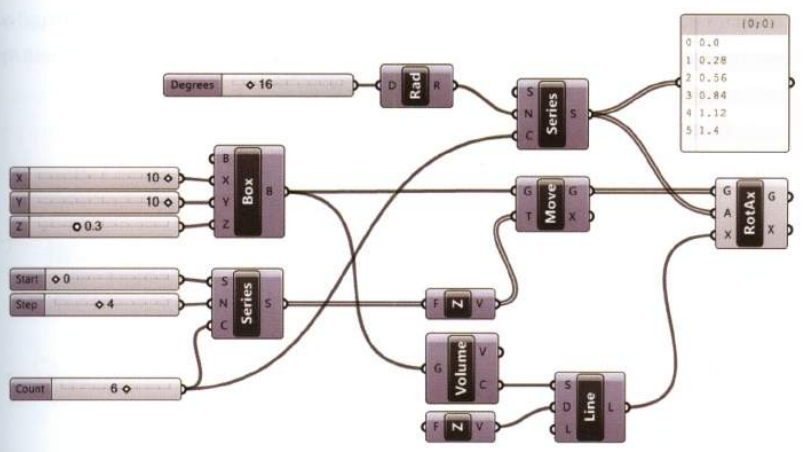 (0;0)
0 0.0
1 0.28
2 0.56
3 0.84
4 1.12
5 1.4
Degrees 16
D Rad R
S N C Series S
X 10
Y 10
Z 0.3
B X Y Z Box B
G T Move G X
G A X RotAx G X
Start 0
Step 4
S N C Series S
F Z V
G Volume V C
Count 6
F Z V
S D L Line L